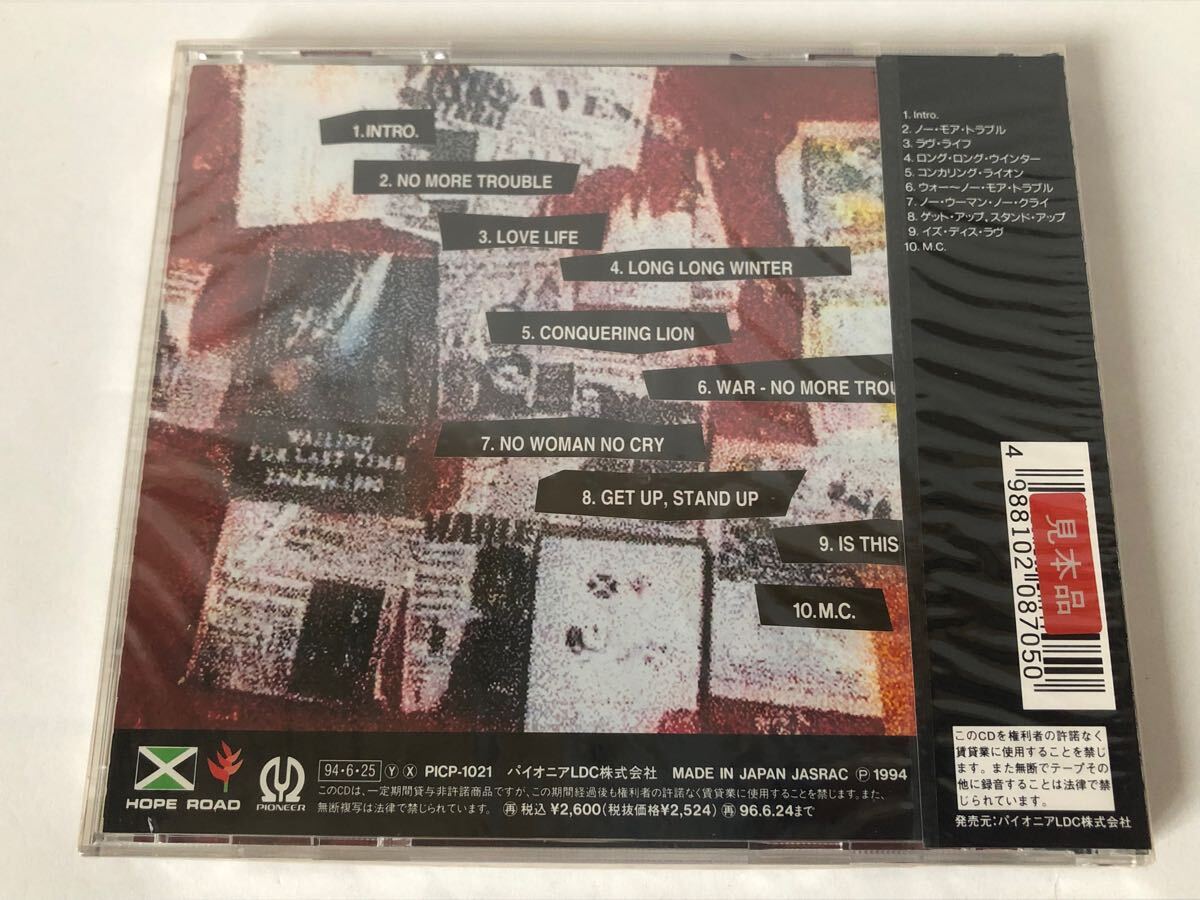 1.INTRO.
2. NO MORE TROUBLE
3. LOVE LIFE
4. LONG LONG WINTER
5. CONQUERING LION
6. WAR - NO MORE TROU
7. NO WOMAN NO CRY
8. GET UP, STAND UP
9. IS THIS
10.M.C.
WAILING
FOR LAST TIME
HOPE ROAD
PIONEER
94・6・25 Ⓨ Ⓧ PICP-1021 パイオニアLDC株式会社 MADE IN JAPAN JASRAC Ⓟ 1994
このCDは、一定期間貸与非許諾商品ですが、この期間経過後も権利者の許諾なく賃貸業に使用することを禁じます。また、
無断複写は法律で禁じられています。 再 税込 ¥2,600(税抜価格¥2,524) 再 96.6.24まで
1. Intro.
2. ノー・モア・トラブル
3. ラヴ・ライフ
4. ロング・ロング・ウインター
5. コンカリング・ライオン
6. ウォー〜ノー・モア・トラブル
7. ノー・ウーマン・ノー・クライ
8. ゲット・アップ、スタンド・アップ
9. イズ・ディス・ラヴ
10. M.C.
4 988102 087050
見本品
このCDを権利者の許諾なく
賃貸業に使用することを禁じ
ます。また無断でテープその
他に録音することは法律で禁
じられています。
発売元:パイオニアLDC株式会社